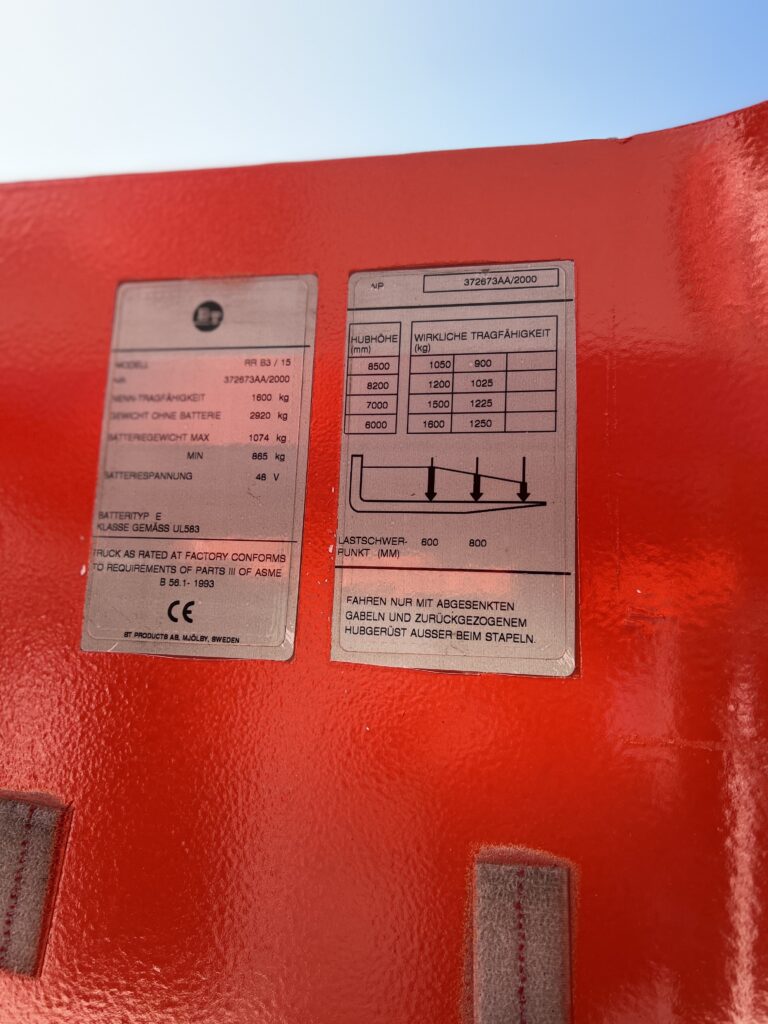 BT
MODELL RR B3 / 15
NR 372673AA/2000
NENN-TRAGFÄHIGKEIT 1600 kg
GEWICHT OHNE BATTERIE 2920 kg
BATTERIEGEWICHT MAX 1074 kg
MIN 865 kg
BATTERIESPANNUNG 48 V
BATTERITYP E
KLASSE GEMÄSS UL583
TRUCK AS RATED AT FACTORY CONFORMS
TO REQUIREMENTS OF PARTS III OF ASME
B 56.1- 1993
CE
BT PRODUCTS AB, MJÖLBY, SWEDEN
372673AA/2000
HUBHÖHE (mm) WIRKLICHE TRAGFÄHIGKEIT (kg)
8500 1050 900
8200 1200 1025
7000 1500 1225
6000 1600 1250
LASTSCHWER- 600 800
PUNKT (MM)
FAHREN NUR MIT ABGESENKTEN
GABELN UND ZURÜCKGEZOGENEM
HUBGERÜST AUSSER BEIM STAPELN.